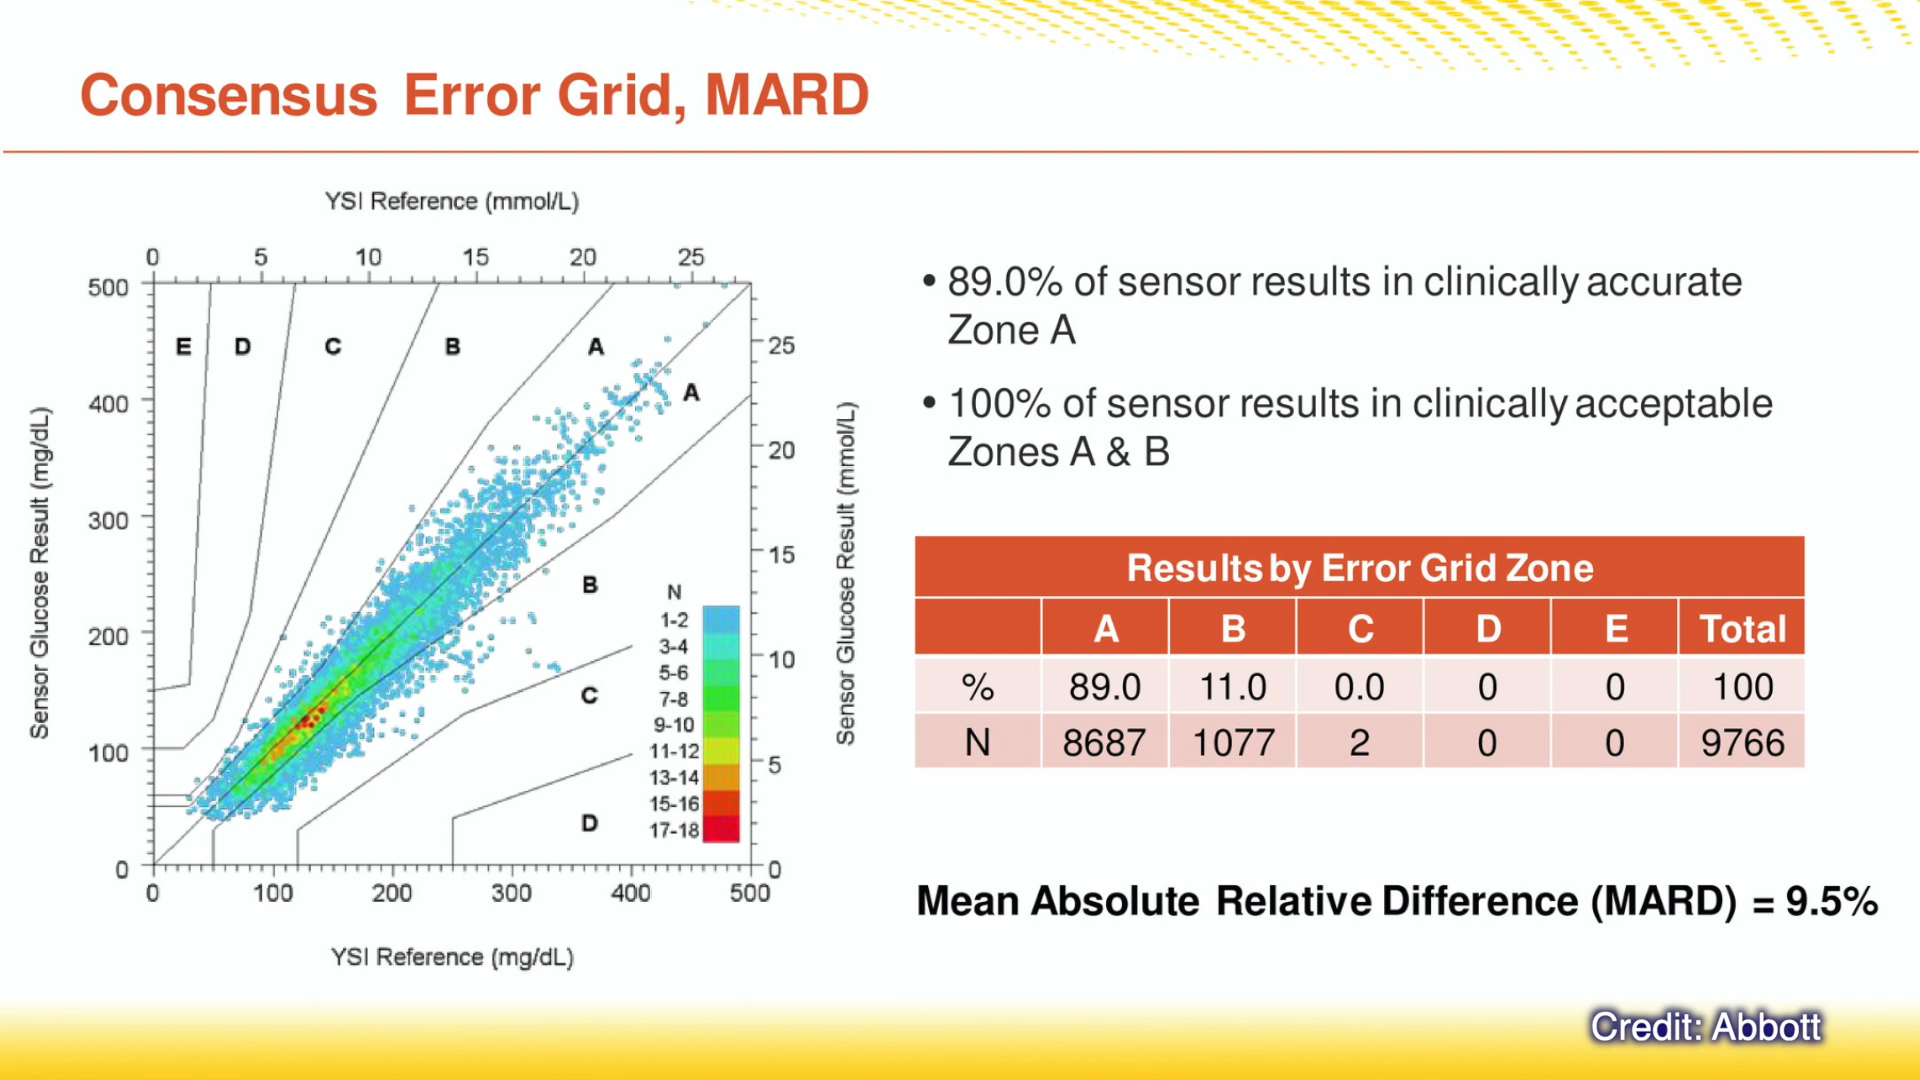 Consensus Error Grid, MARD
YSI Reference (mmol/L)
0 5 10 15 20 25
500
400
300
200
100
0
Sensor Glucose Result (mg/dL)
E D C B A
A
B
C
D
N
1-2
3-4
5-6
7-8
9-10
11-12
13-14
15-16
17-18
25
20
15
10
5
0
Sensor Glucose Result (mmol/L)
0 100 200 300 400 500
YSI Reference (mg/dL)
• 89.0% of sensor results in clinically accurate
Zone A
• 100% of sensor results in clinically acceptable
Zones A & B
Results by Error Grid Zone
A B C D E Total
% 89.0 11.0 0.0 0 0 100
N 8687 1077 2 0 0 9766
Mean Absolute Relative Difference (MARD) = 9.5%
Credit: Abbott